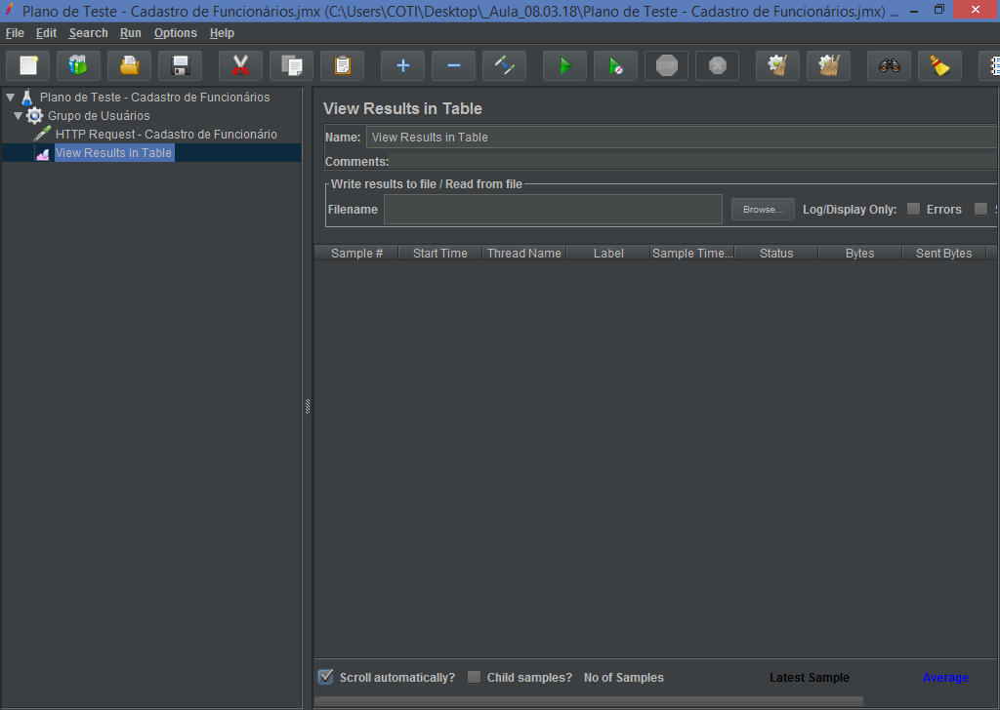 Plano de Teste - Cadastro de Funcionários.jmx (C:\Users\COTI\Desktop\_Aula_08.03.18\Plano de Teste - Cadastro de Funcionários.jmx) ...
File Edit Search Run Options Help
STOP
Plano de Teste - Cadastro de Funcionários
Grupo de Usuários
HTTP Request - Cadastro de Funcionário
View Results in Table
View Results in Table
Name: View Results in Table
Comments:
Write results to file / Read from file
Filename Browse... Log/Display Only: Errors
Sample # Start Time Thread Name Label Sample Time... Status Bytes Sent Bytes
Scroll automatically? Child samples? No of Samples Latest Sample Average